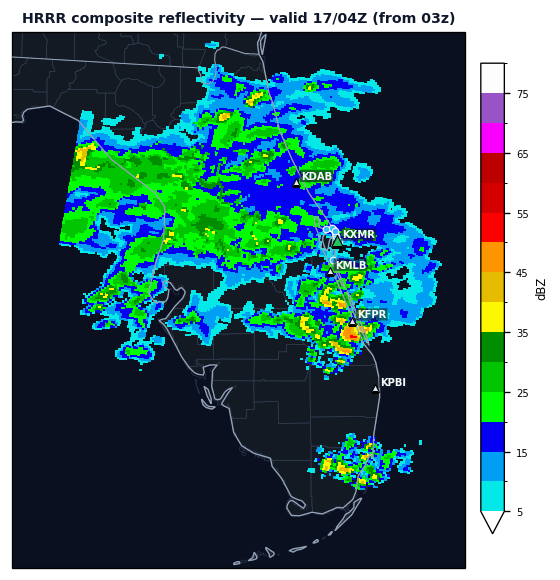 HRRR composite reflectivity — valid 17/04Z (from 03z)
75
65
55
45
35
25
15
5
dBZ
KDAB
KXMR
KMLB
KFPR
KPBI